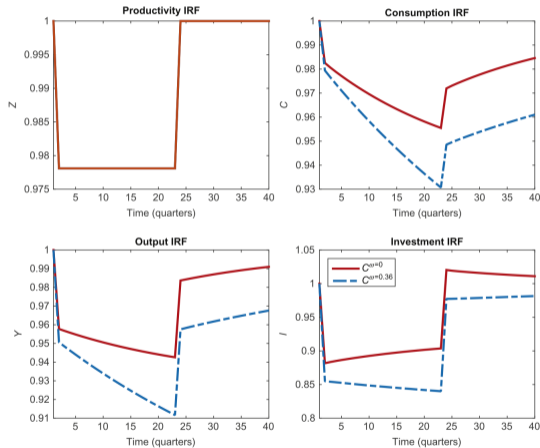 Productivity IRF
1
0.995
0.99
0.985
0.98
0.975
Z
5 10 15 20 25 30 35 40
Time (quarters)
Consumption IRF
1
0.99
0.98
0.97
0.96
0.95
0.94
0.93
C
5 10 15 20 25 30 35 40
Time (quarters)
Output IRF
1
0.99
0.98
0.97
0.96
0.95
0.94
0.93
0.92
0.91
Y
5 10 15 20 25 30 35 40
Time (quarters)
Investment IRF
1.05
1
0.95
0.9
0.85
0.8
I
C^ω=0
C^ω=0.36
5 10 15 20 25 30 35 40
Time (quarters)